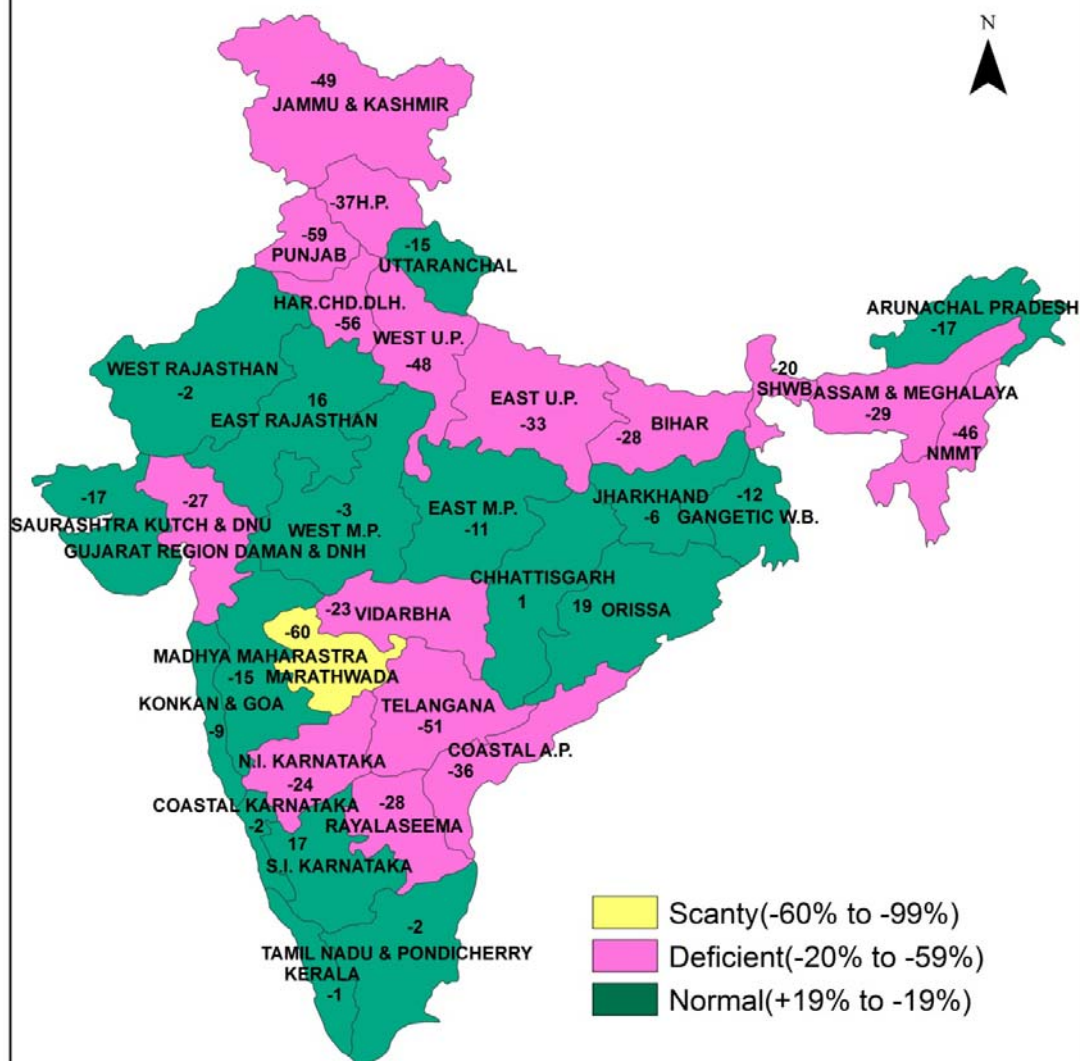 N
-49
JAMMU & KASHMIR
-37H.P.
-59
PUNJAB
-15
UTTARANCHAL
HAR.CHD.DLH.
-56
WEST U.P.
-48
ARUNACHAL PRADESH
-17
WEST RAJASTHAN
-2
16
EAST RAJASTHAN
EAST U.P.
-33
BIHAR
-28
-20
SHWB
ASSAM & MEGHALAYA
-29
-46
NMMT
-17
SAURASHTRA KUTCH & DNU
-27
GUJARAT REGION DAMAN & DNH
-3
WEST M.P.
EAST M.P.
-11
JHARKHAND
-6
-12
GANGETIC W.B.
CHHATTISGARH
1
19 ORISSA
-23 VIDARBHA
-60
MADHYA MAHARASTRA
-15
MARATHWADA
KONKAN & GOA
-9
TELANGANA
-51
COASTAL A.P.
-36
N.I. KARNATAKA
-24
COASTAL KARNATAKA
-2
-28
RAYALASEEMA
17
S.I. KARNATAKA
-2
TAMIL NADU & PONDICHERRY
KERALA
-1
Scanty(-60% to -99%)
Deficient(-20% to -59%)
Normal(+19% to -19%)